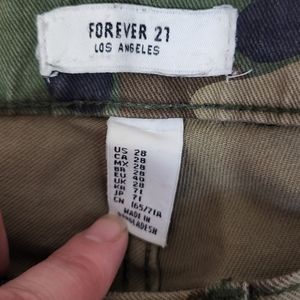 FOREVER 21
LOS ANGELES
US 28
CA 28
MX 28
BR 28
EU 40
UK 28
KR 71
JP 71
CN 165/71A
MADE IN
BANGLADESH